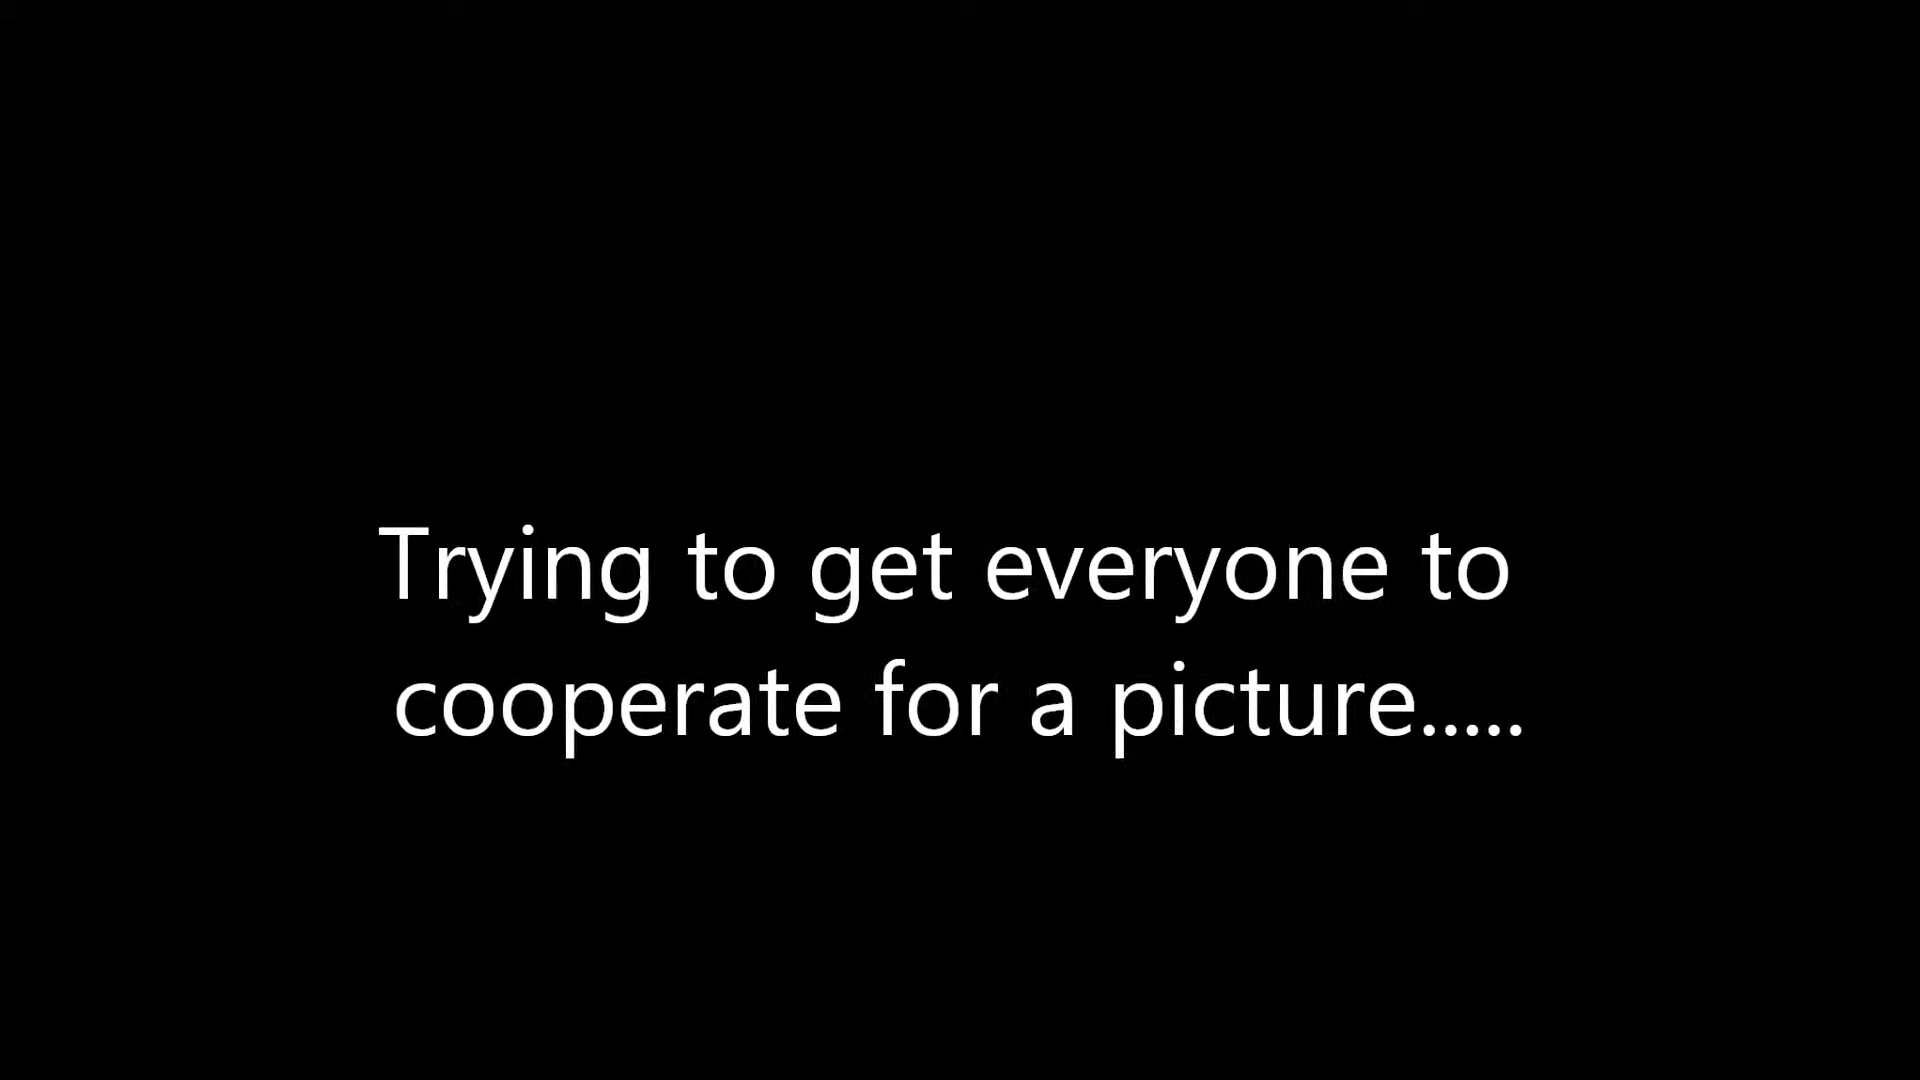 Trying to get everyone to
cooperate for a picture.....